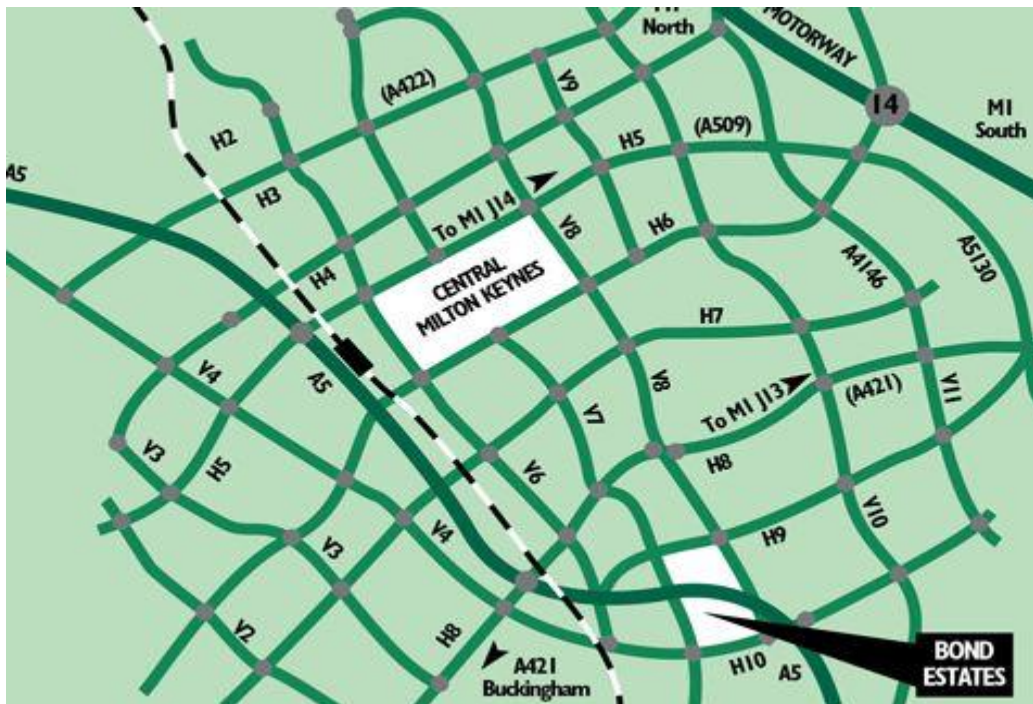 M1
North
MOTORWAY
14
M1
South
(A422)
V9
H5
(A509)
H2
A5
H3
To M1 J14
V8
H6
A4146
A5130
H4
CENTRAL
MILTON KEYNES
H7
A5
V4
V8
To M1 J13
(A421)
V11
V7
V3
H5
V6
H8
V4
V3
H9
V10
V2
H8
A421
Buckingham
H10
A5
BOND
ESTATES